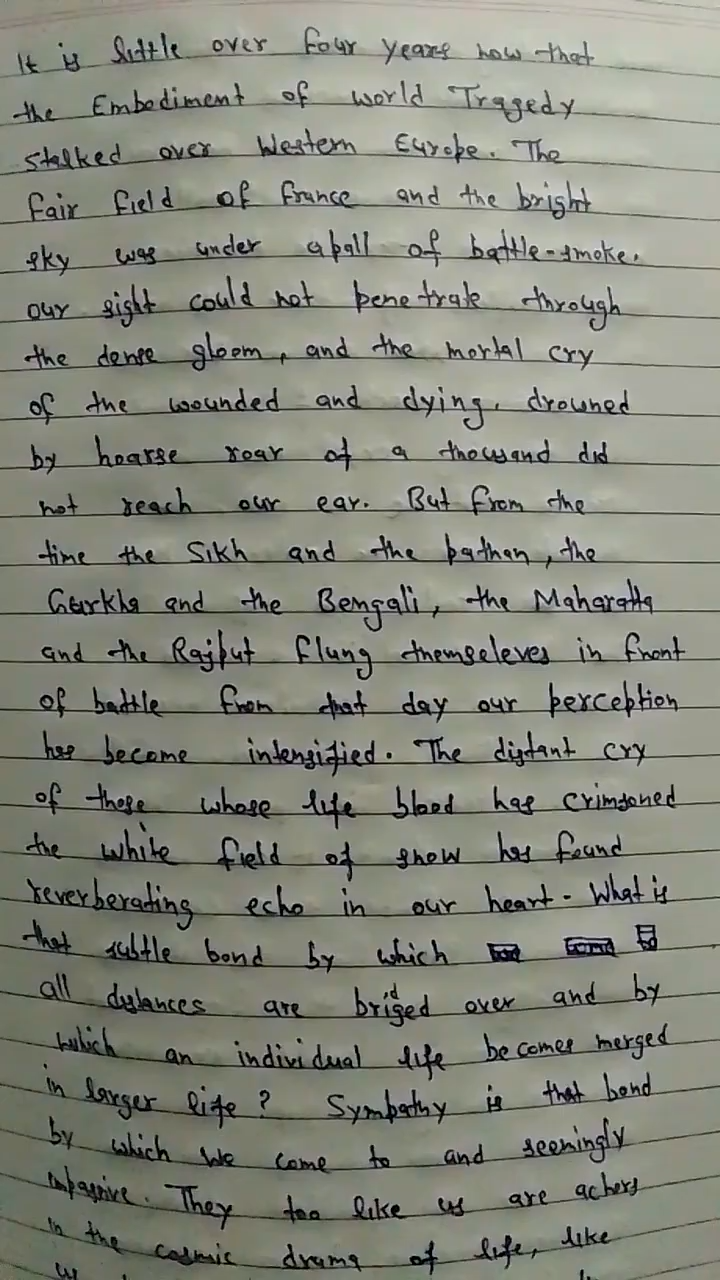 It is little over four years now that
the Embodiment of world Tragedy
stalked over Western Europe. The
fair field of france and the bright
sky was under a pall of battle-smoke.
our sight could not penetrate through
the dense gloom, and the mortal cry
of the wounded and dying. drowned
by hoarse roar of a thousand did
not reach our ear. But from the
time the Sikh and the pathan, the
Gurkha and the Bengali, the Maharatta
and the Rajput flung themseleves in front
of battle from that day our perception
has become intensified. The distant cry
of those whose life blood has crimsoned
the white field of snow has found
reverberating echo in our heart. What is
that subtle bond by which
all distances are bridged over and by
which an individual life becomes merged
in larger life? Sympathy is that bond
by which we come to and seemingly
impassive. They too like us are achers
in the cosmic drama of life, like